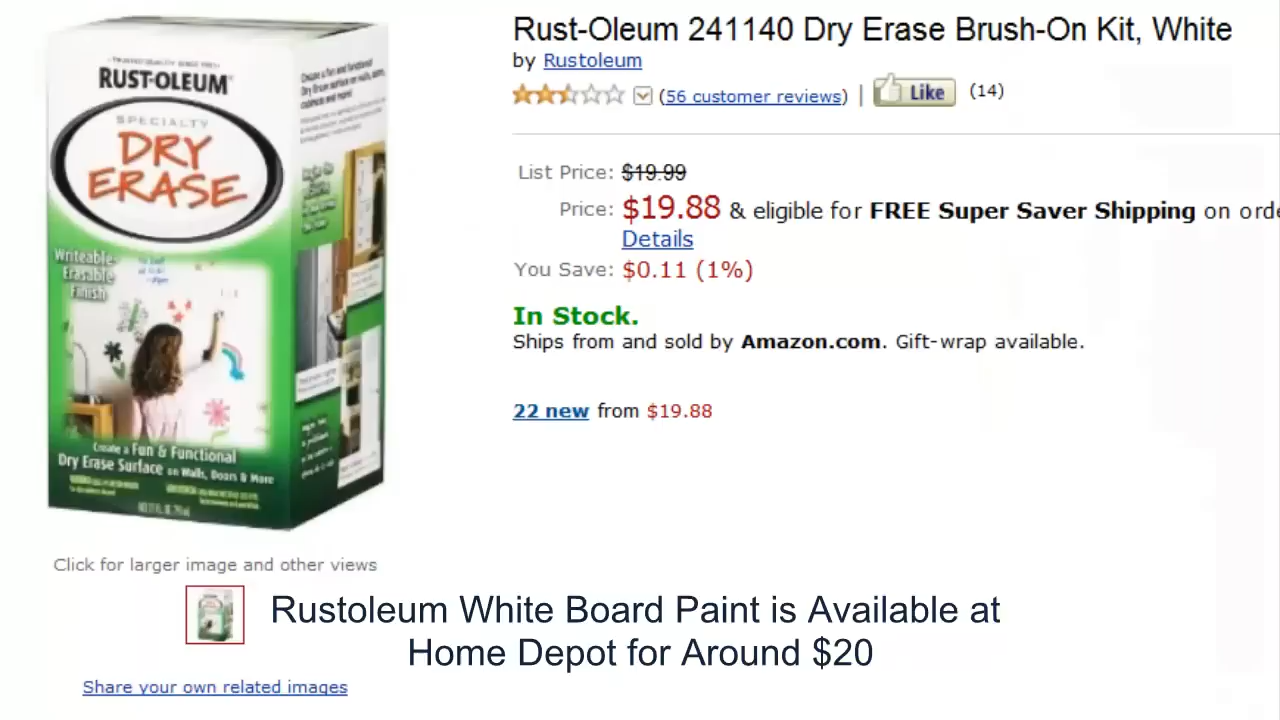 RUST-OLEUM
SPECIALTY
DRY
ERASE
Writeable-
Erasable
Finish
Create a Fun & Functional
Dry Erase Surface on Walls, Doors & More
Click for larger image and other views
Share your own related images
Rust-Oleum 241140 Dry Erase Brush-On Kit, White
by Rustoleum
(56 customer reviews) | Like (14)
List Price: $19.99
Price: $19.88 & eligible for FREE Super Saver Shipping on orde
Details
You Save: $0.11 (1%)
In Stock.
Ships from and sold by Amazon.com. Gift-wrap available.
22 new from $19.88
Rustoleum White Board Paint is Available at
Home Depot for Around $20